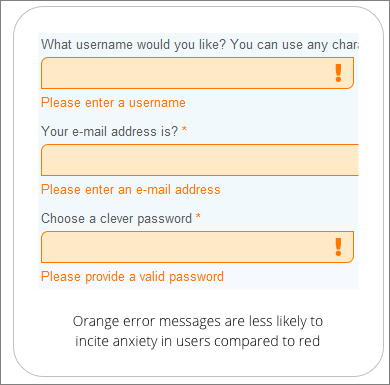 What username would you like? You can use any chara
Please enter a username
Your e-mail address is? *
Please enter an e-mail address
Choose a clever password *
Please provide a valid password
Orange error messages are less likely to
incite anxiety in users compared to red